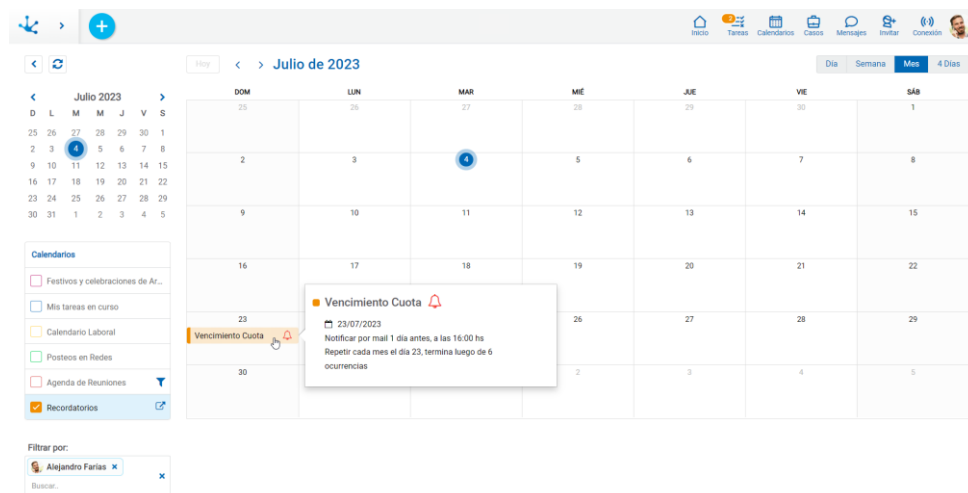 2
Inicio Tareas Calendarios Casos Mensajes Invitar Conexión
Hoy Julio de 2023 Día Semana Mes 4 Días
Julio 2023
D L M M J V S
25 26 27 28 29 30 1
2 3 4 5 6 7 8
9 10 11 12 13 14 15
16 17 18 19 20 21 22
23 24 25 26 27 28 29
30 31 1 2 3 4 5
Calendarios
Festivos y celebraciones de Ar...
Mis tareas en curso
Calendario Laboral
Posteos en Redes
Agenda de Reuniones
Recordatorios
Filtrar por:
Alejandro Farias
Buscar..
DOM LUN MAR MIÉ JUE VIE SÁB
25 26 27 28 29 30 1
2 3 4 5 6 7 8
9 10 11 12 13 14 15
16 17 18 19 20 21 22
23 26 27 28 29
Vencimiento Cuota
30 2 3 4 5
Vencimiento Cuota
23/07/2023
Notificar por mail 1 día antes, a las 16:00 hs
Repetir cada mes el día 23, termina luego de 6
ocurrencias